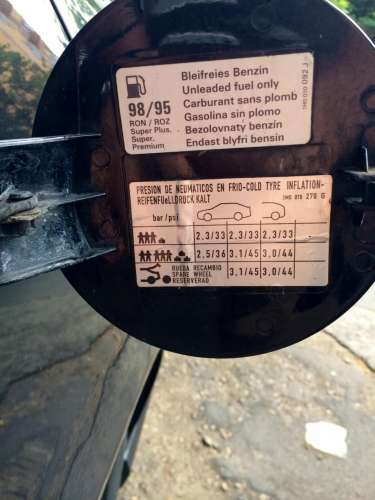 Bleifreies Benzin
Unleaded fuel only
Carburant sans plomb
Gasolina sin plomo
Bezolovnatý benzín
Endast blyfri bensin
98/95
RON/ROZ
Super Plus,
Super,
Premium
PRESION DE NEUMATICOS EN FRIO-COLD TYRE INFLATION-
REIFENFüLLDRUCK KALT
bar/psi
2,3/33 2,3/33 2,3/33
2,5/36 3,1/45 3,0/44
RUEDA RECAMBIO
SPARE WHEEL
RESERVERAD
3,1/45 3,0/44